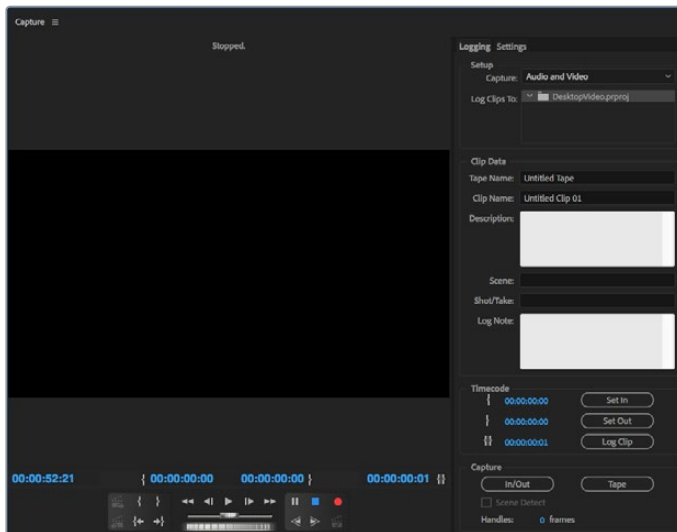 Capture
Stopped.
Logging Settings
Setup
Capture: Audio and Video
Log Clips To: DesktopVideo.prproj
Clip Data
Tape Name: Untitled Tape
Clip Name: Untitled Clip 01
Description:
Scene:
Shot/Take:
Log Note:
Timecode
{ 00:00:00:00 Set In
} 00:00:00:00 Set Out
{} 00:00:00:01 Log Clip
00:00:52:21 { 00:00:00:00 00:00:00:00 } 00:00:00:01 {}
Capture
In/Out Tape
Scene Detect
Handles: 0 frames